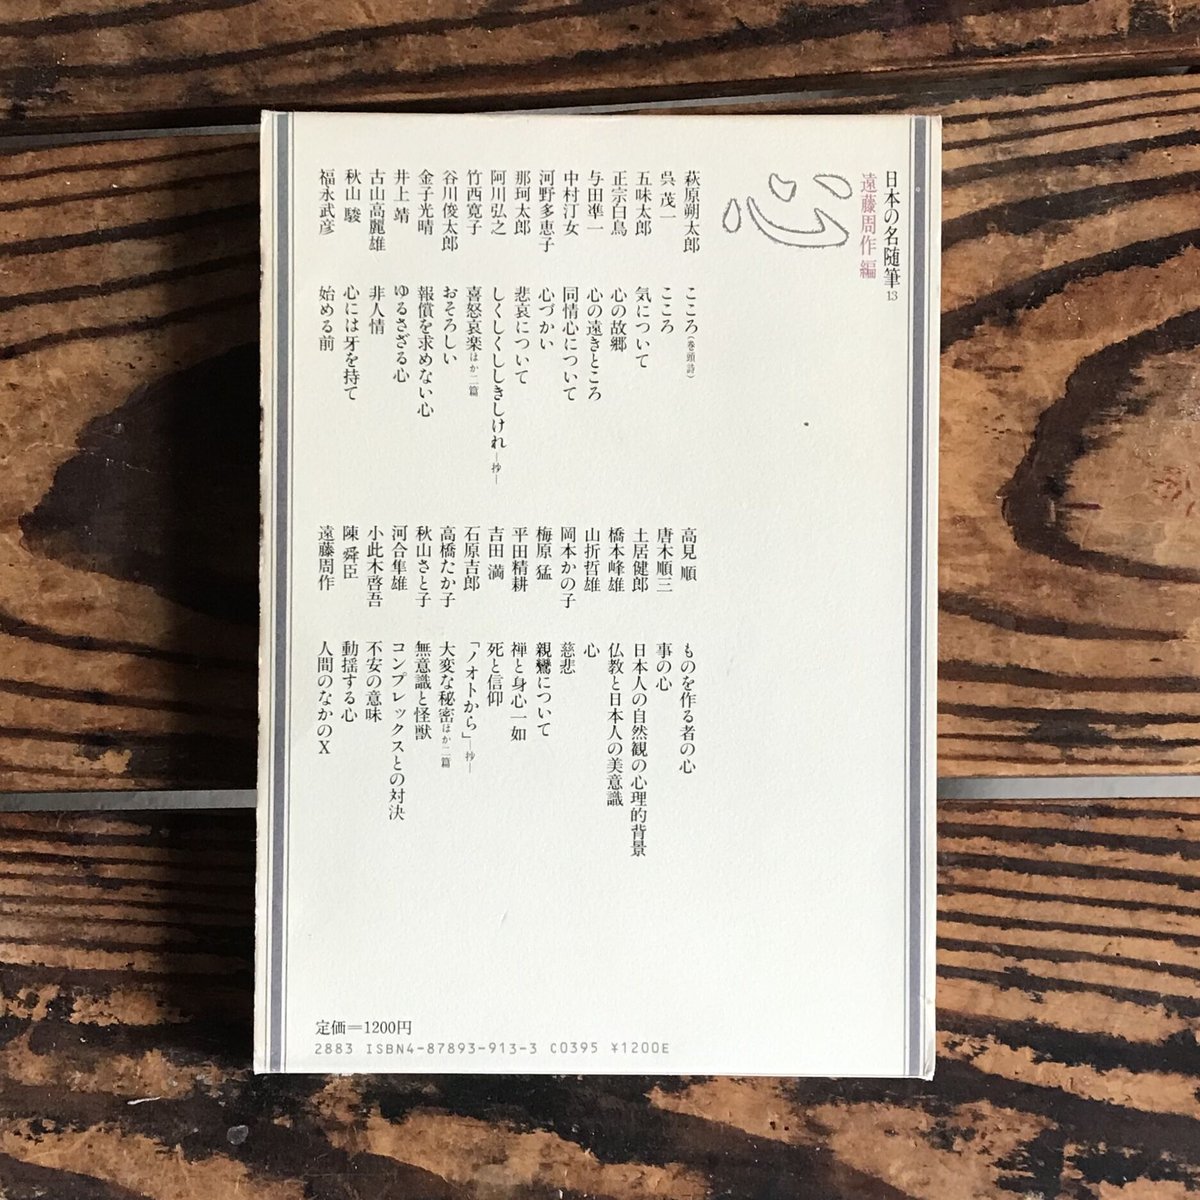 日本の名随筆13
遠藤周作編
心
萩原朔太郎 こころ(巻頭詩)
呉 茂一 こころ
五味太郎 気について
正宗白鳥 心の故郷
与田準一 心の遠きところ
中村汀女 同情心について
河野多恵子 心づかい
那珂太郎 悲哀について
阿川弘之 しくしくししきしけれ—抄—
竹西寛子 喜怒哀楽ほか二篇
谷川俊太郎 おそろしい
金子光晴 報償を求めない心
井上 靖 ゆるさざる心
古山高麗雄 非人情
秋山 駿 心には牙を持て
福永武彦 始める前
高見 順 ものを作る者の心
唐木順三 事の心
土居健郎 日本人の自然観の心理的背景
橋本峰雄 仏教と日本人の美意識
山折哲雄 心
岡本かの子 慈悲
梅原 猛 親鸞について
平田精耕 禅と身心一如
吉田 満 死と信仰
石原吉郎 「ノオトから」—抄—
高橋たか子 大変な秘密ほか二篇
秋山さと子 無意識と怪獣
河合隼雄 コンプレックスとの対決
小此木啓吾 不安の意味
陳 舜臣 動揺する心
遠藤周作 人間のなかのX
定価=1200円
2883 ISBN4-87893-913-3 C0395 ¥1200E